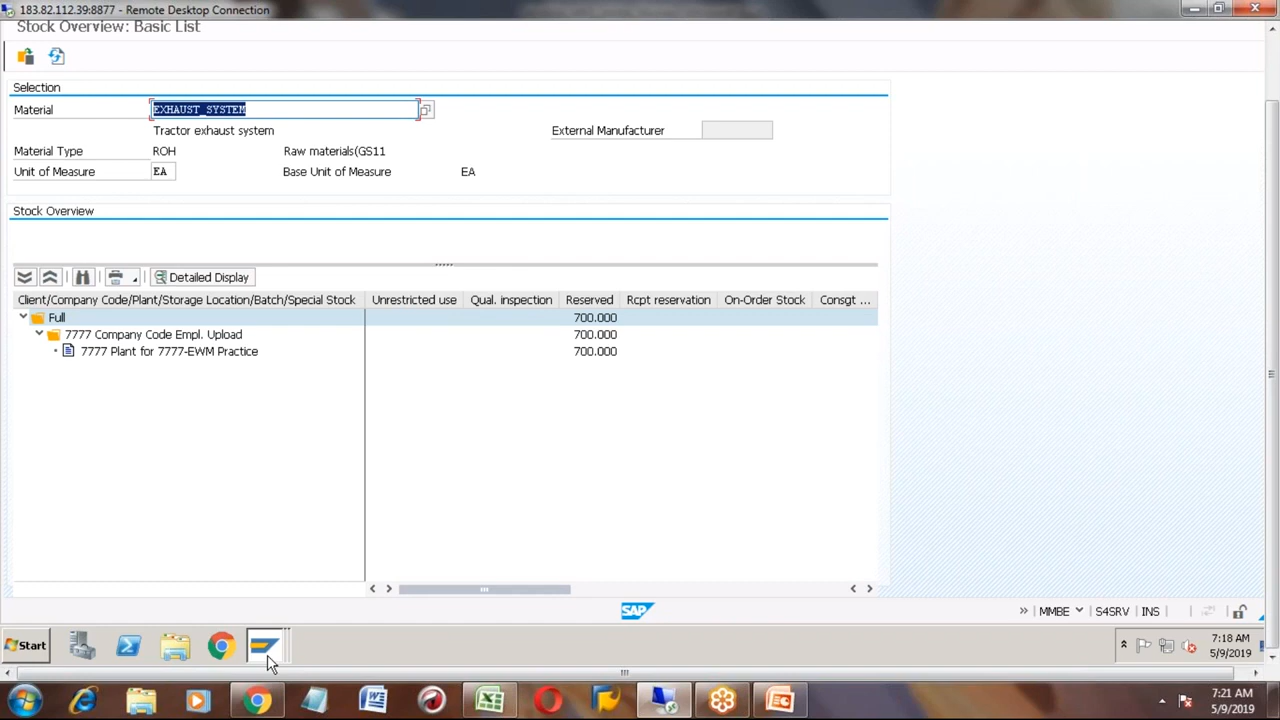 183.82.112.39:8877 - Remote Desktop Connection
Stock Overview: Basic List
Selection
Material EXHAUST_SYSTEM
Tractor exhaust system External Manufacturer
Material Type ROH Raw materials(GS11
Unit of Measure EA Base Unit of Measure EA
Stock Overview
Detailed Display
Client/Company Code/Plant/Storage Location/Batch/Special Stock Unrestricted use Qual. inspection Reserved Rcpt reservation On-Order Stock Consgt ...
Full 700.000
7777 Company Code Empl. Upload 700.000
7777 Plant for 7777-EWM Practice 700.000
SAP
MMBE S4SRV INS
Start
7:18 AM
5/9/2019
7:21 AM
5/9/2019